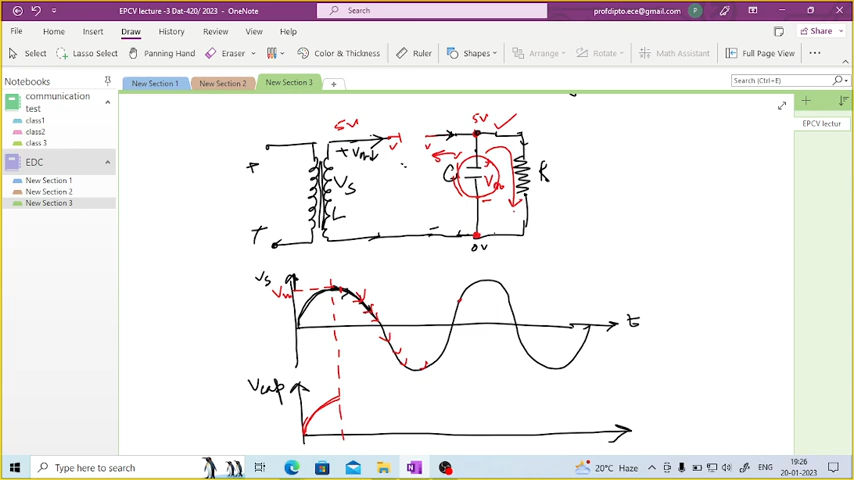 EPCV lecture -3 Dat-420/ 2023 - OneNote
Search
profdipto.ece@gmail.com
P
File Home Insert Draw History Review View Help
Share
Select Lasso Select Panning Hand Eraser Color & Thickness Ruler Shapes Arrange Rotate Math Assistant Full Page View
Notebooks
New Section 1 New Section 2 New Section 3 +
Search (Ctrl+E)
communication
test
class1
class2
class 3
EDC
New Section 1
New Section 2
New Section 3
EPCV lectur
5V 5V
+Vm
Vs C Vm R
0V
Vs
Vm
t
Vcap
Type here to search
20°C Haze
ENG
19:26
20-01-2023